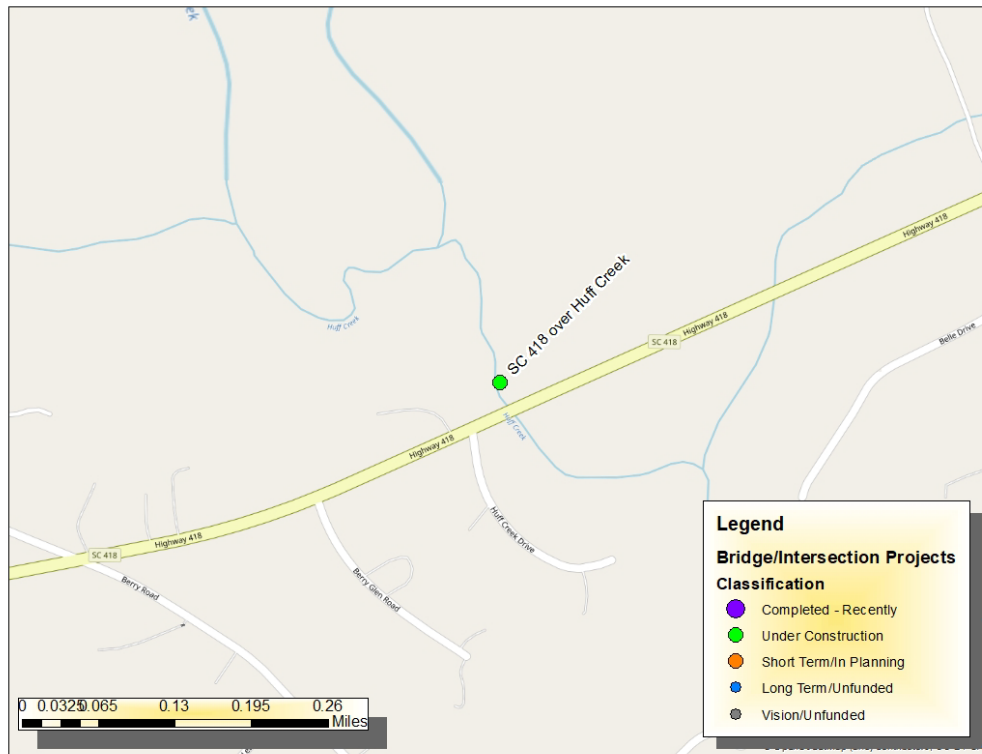 ek
Highway 418
Huff Creek
SC 418 over Huff Creek
Highway 418
SC 418
Belle Drive
Huff Creek
Highway 418
Huff Creek Drive
Highway 418
SC 418
Berry Road
Berry Glen Road
Legend
Bridge/Intersection Projects
Classification
Completed - Recently
Under Construction
Short Term/In Planning
Long Term/Unfunded
Vision/Unfunded
0 0.0325 0.065 0.13 0.195 0.26
Miles